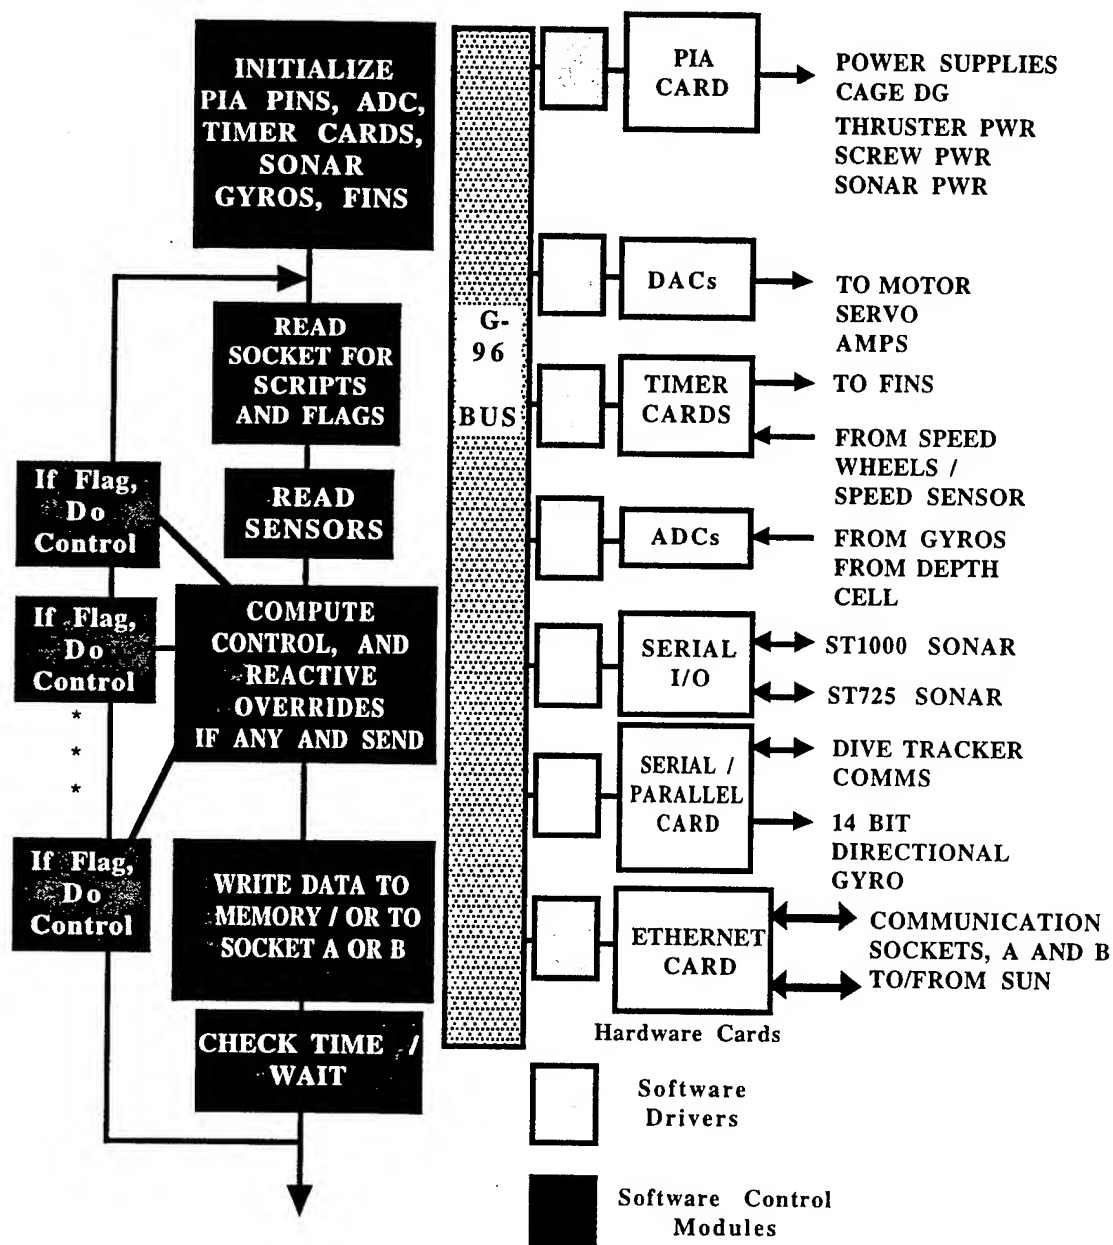 INITIALIZE
PIA PINS, ADC,
TIMER CARDS,
SONAR
GYROS, FINS
READ
SOCKET FOR
SCRIPTS
AND FLAGS
READ
SENSORS
If Flag,
Do
Control
If Flag,
Do
Control
*
*
*
If Flag,
Do
Control
COMPUTE
CONTROL, AND
REACTIVE
OVERRIDES
IF ANY AND SEND
WRITE DATA TO
MEMORY / OR TO
SOCKET A OR B
CHECK TIME /
WAIT
G-
96
BUS
PIA
CARD
POWER SUPPLIES
CAGE DG
THRUSTER PWR
SCREW PWR
SONAR PWR
DACs
TO MOTOR
SERVO
AMPS
TIMER
CARDS
TO FINS
FROM SPEED
WHEELS /
SPEED SENSOR
ADCs
FROM GYROS
FROM DEPTH
CELL
SERIAL
I/O
ST1000 SONAR
ST725 SONAR
SERIAL /
PARALLEL
CARD
DIVE TRACKER
COMMS
14 BIT
DIRECTIONAL
GYRO
ETHERNET
CARD
COMMUNICATION
SOCKETS, A AND B
TO/FROM SUN
Hardware Cards
Software
Drivers
Software Control
Modules